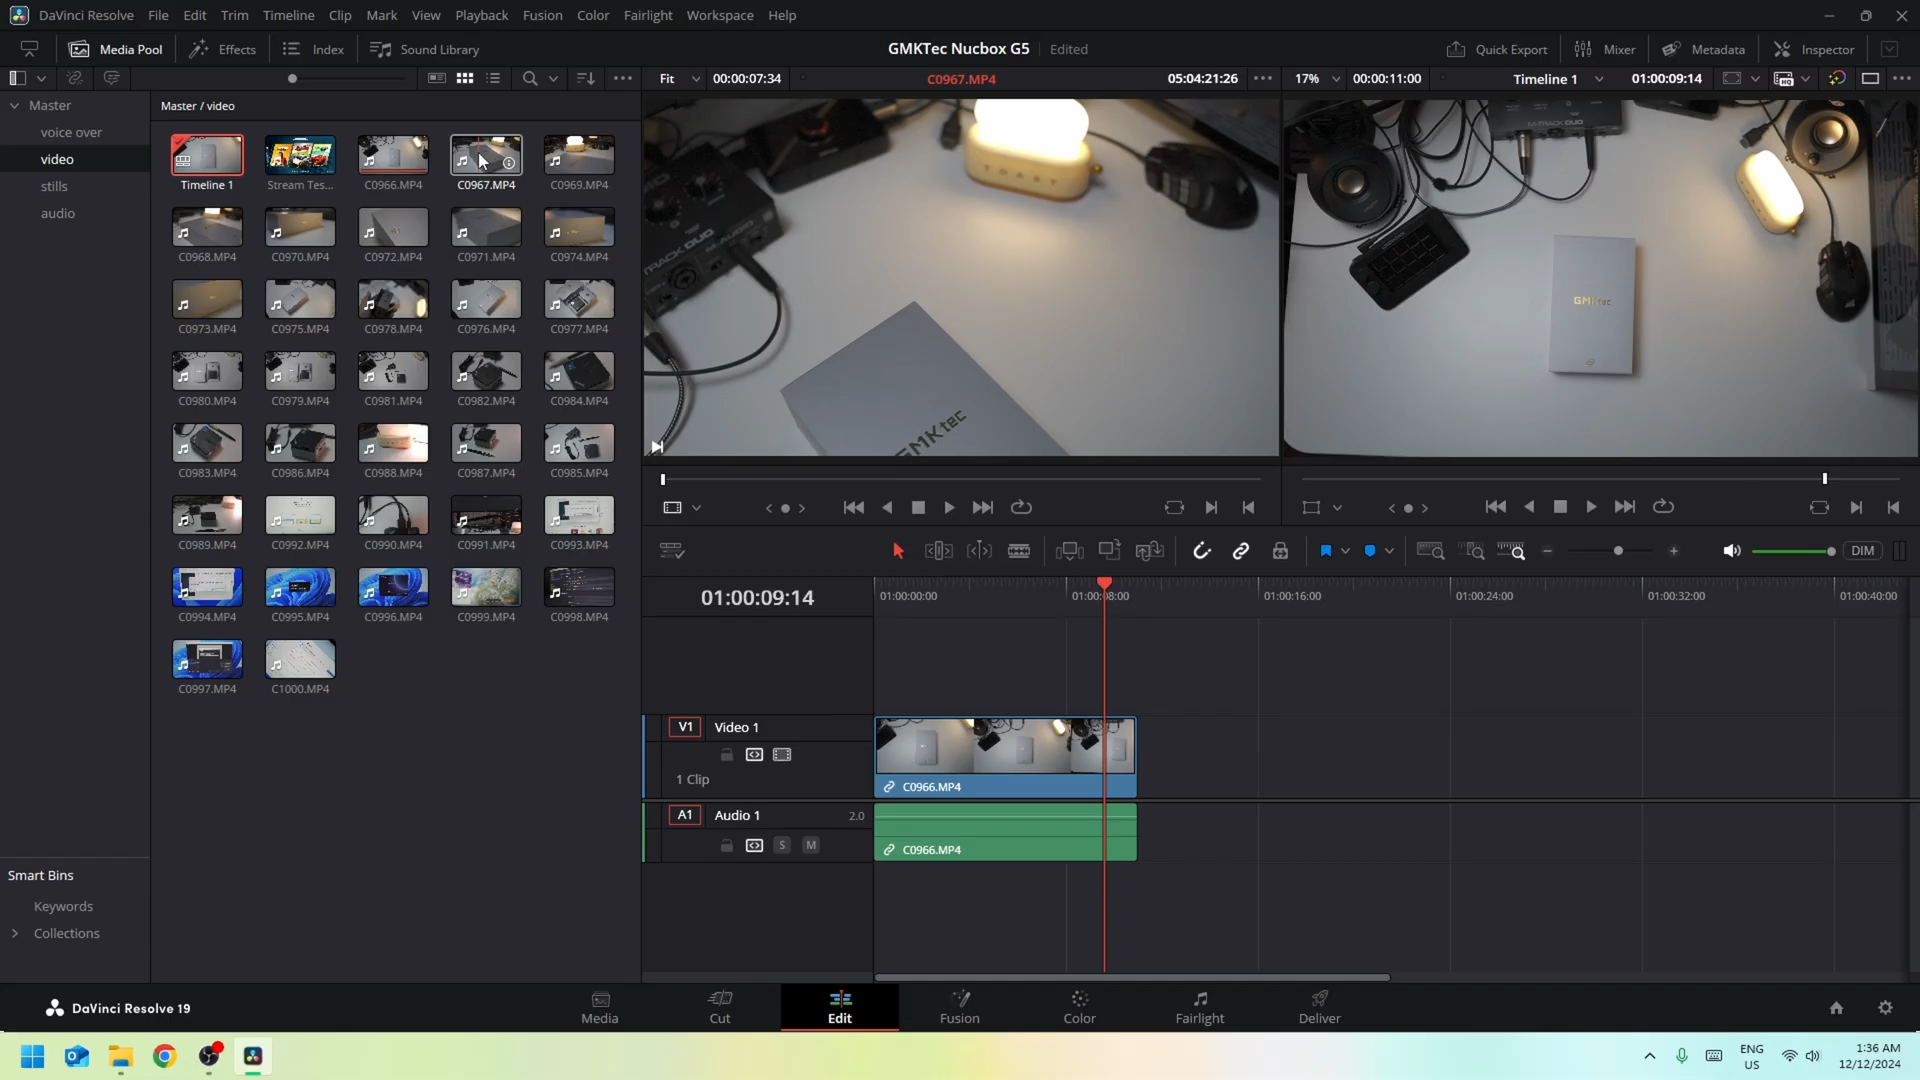 DaVinci Resolve File Edit Trim Timeline Clip Mark View Playback Fusion Color Fairlight Workspace Help
Media Pool Effects Index Sound Library GMKTec Nucbox G5 Edited Quick Export Mixer Metadata Inspector
Fit 00:00:07:34 C0967.MP4 05:04:21:26 17% 00:00:11:00 Timeline 1 01:00:09:14
Master
voice over
video
stills
audio
Master / video
Timeline 1 Stream Tes... C0966.MP4 C0967.MP4 C0969.MP4
C0968.MP4 C0970.MP4 C0972.MP4 C0971.MP4 C0974.MP4
C0973.MP4 C0975.MP4 C0978.MP4 C0976.MP4 C0977.MP4
C0980.MP4 C0979.MP4 C0981.MP4 C0982.MP4 C0984.MP4
C0983.MP4 C0986.MP4 C0988.MP4 C0987.MP4 C0985.MP4
C0989.MP4 C0992.MP4 C0990.MP4 C0991.MP4 C0993.MP4
C0994.MP4 C0995.MP4 C0996.MP4 C0999.MP4 C0998.MP4
C0997.MP4 C1000.MP4
TOAST
M-AUDIO
TRACK DUO
GMKtec
M-TRACK DUO
GMKtec
DIM
01:00:09:14
01:00:00:00 01:00:08:00 01:00:16:00 01:00:24:00 01:00:32:00 01:00:40:00
V1 Video 1
1 Clip
C0966.MP4
A1 Audio 1 2.0
S M
C0966.MP4
Smart Bins
Keywords
Collections
DaVinci Resolve 19
Media Cut Edit Fusion Color Fairlight Deliver
ENG
US
1:36 AM
12/12/2024